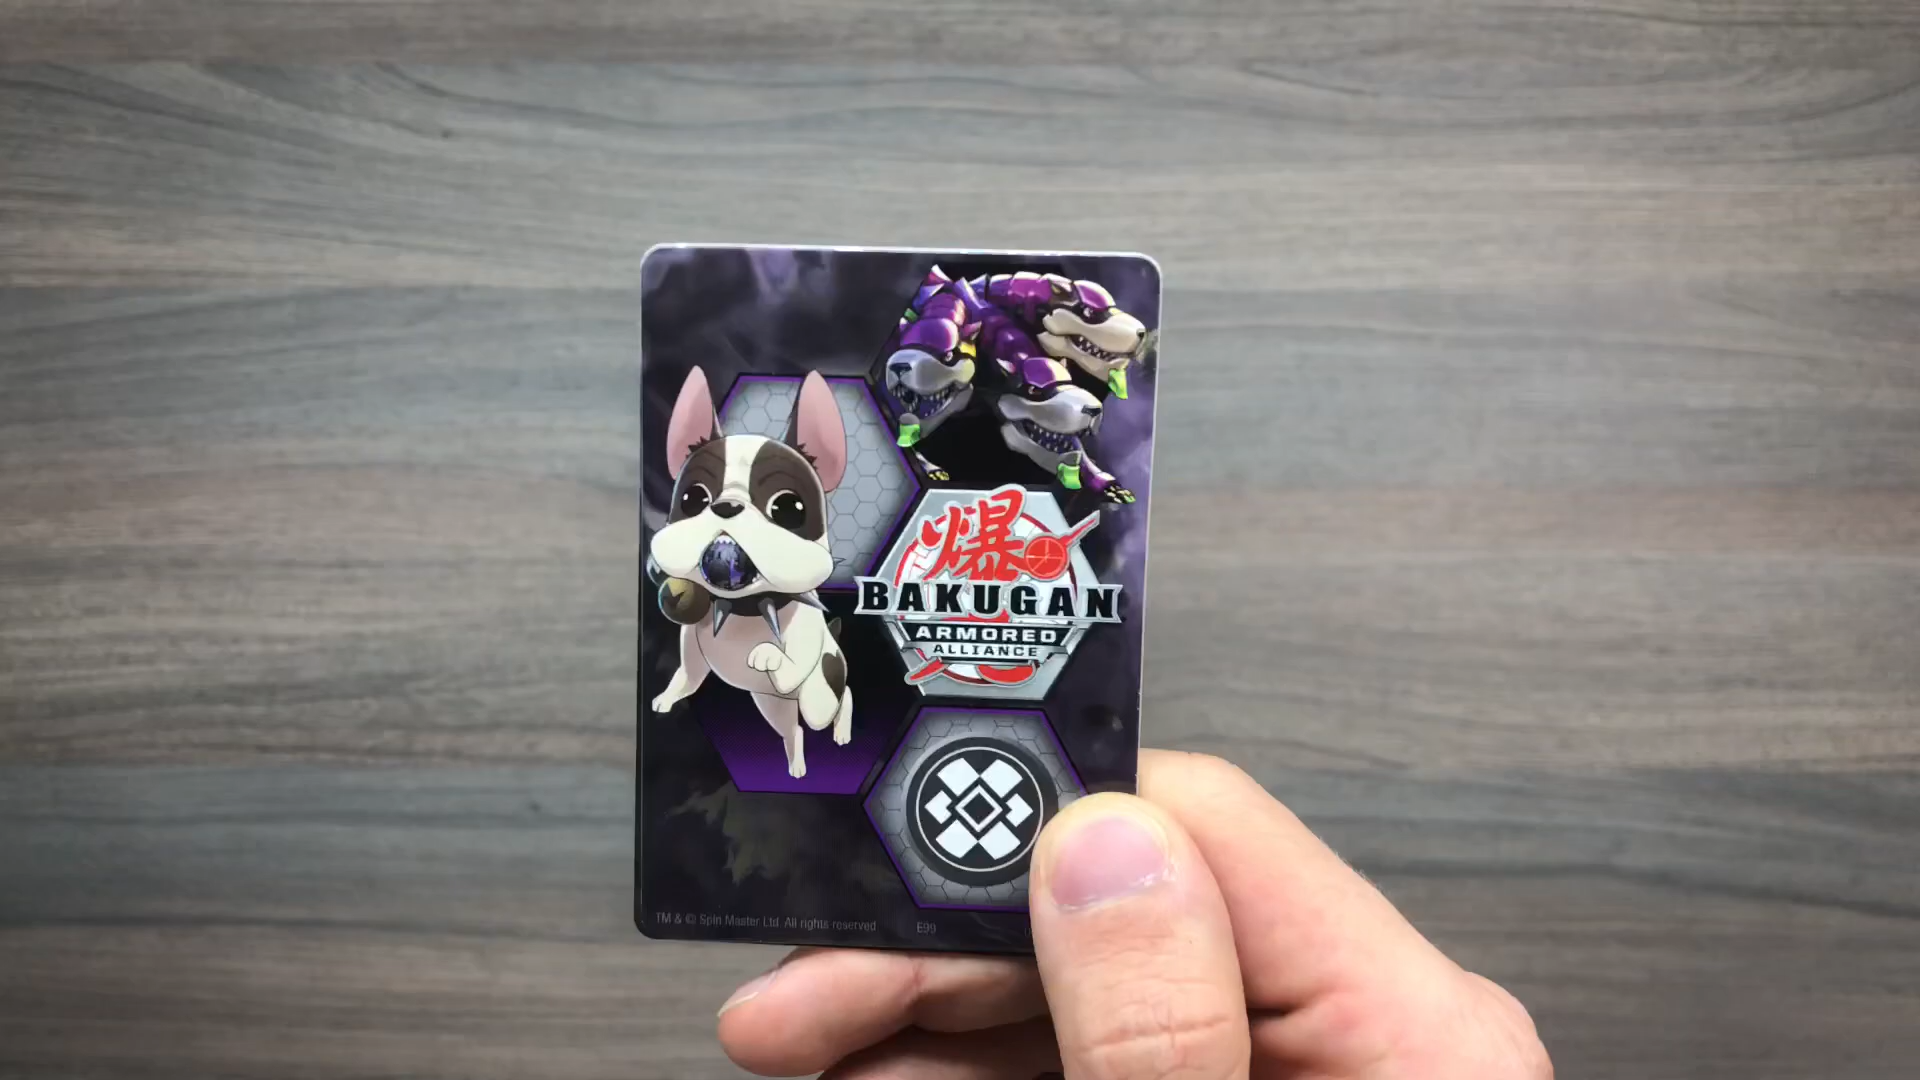 爆
BAKUGAN
ARMORED
ALLIANCE
TM & © Spin Master Ltd. All rights reserved E99